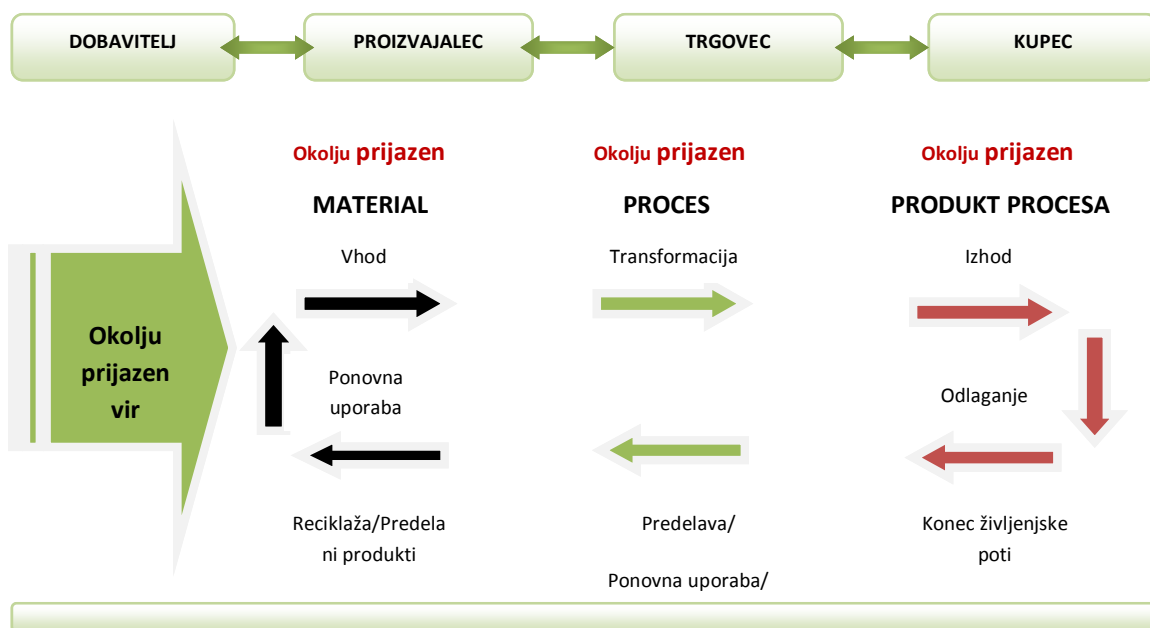 DOBAVITELJ
PROIZVAJALEC
TRGOVEC
KUPEC
Okolju prijazen
MATERIAL
Vhod
Okolju prijazen
PROCES
Transformacija
Okolju prijazen
PRODUKT PROCESA
Izhod
Okolju
prijazen
vir
Ponovna
uporaba
Odlaganje
Reciklaža/Predela
ni produkti
Predelava/
Ponovna uporaba/
Konec življenjske
poti